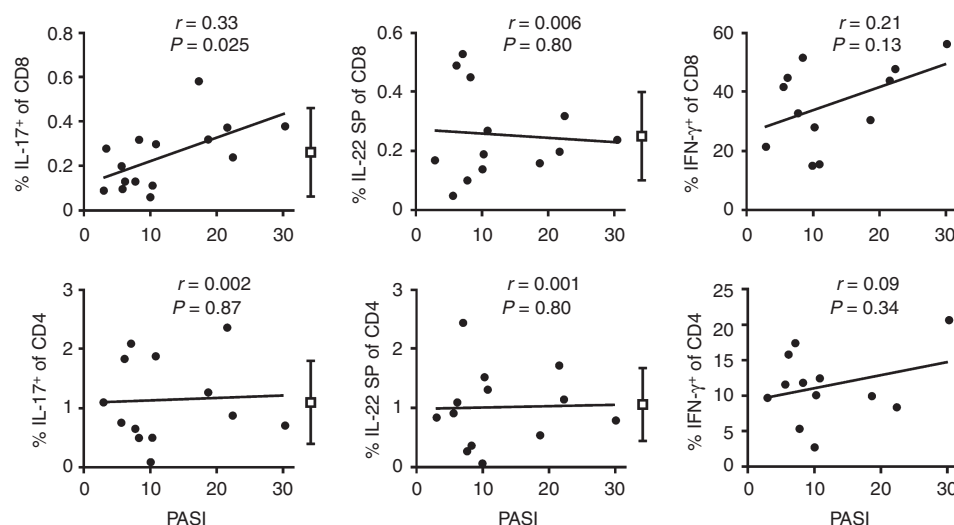 r = 0.33
P = 0.025
% IL-17+ of CD8
0.8
0.6
0.4
0.2
0
0 10 20 30
r = 0.006
P = 0.80
% IL-22 SP of CD8
0.6
0.4
0.2
0
0 10 20 30
r = 0.21
P = 0.13
% IFN-γ+ of CD8
60
40
20
0
0 10 20 30
r = 0.002
P = 0.87
% IL-17+ of CD4
3
2
1
0
0 10 20 30
PASI
r = 0.001
P = 0.80
% IL-22 SP of CD4
3
2
1
0
0 10 20 30
PASI
r = 0.09
P = 0.34
% IFN-γ+ of CD4
25
20
15
10
5
0
0 10 20 30
PASI